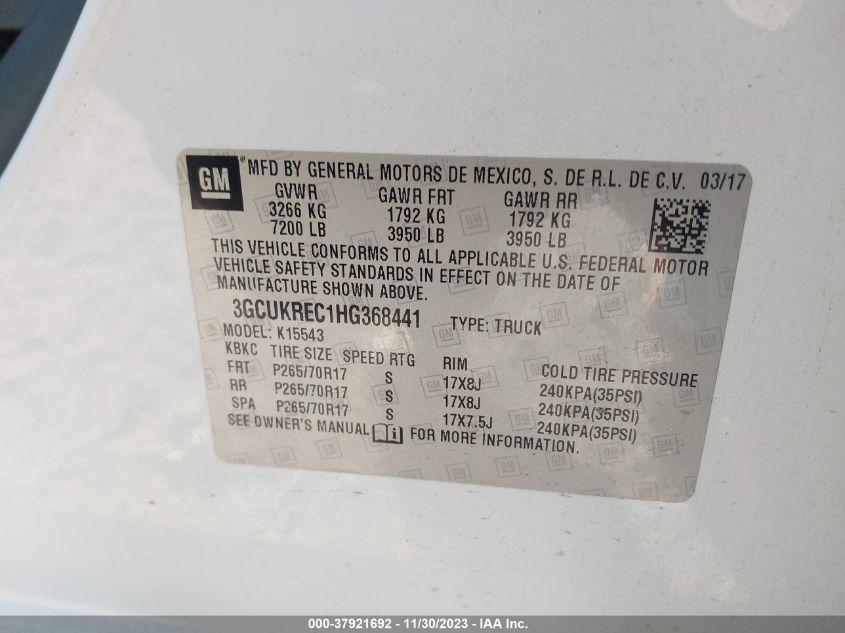 GM ® MFD BY GENERAL MOTORS DE MEXICO, S. DE R.L. DE C.V. 03/17
GVWR GAWR FRT GAWR RR
3266 KG 1792 KG 1792 KG
7200 LB 3950 LB 3950 LB
THIS VEHICLE CONFORMS TO ALL APPLICABLE U.S. FEDERAL MOTOR
VEHICLE SAFETY STANDARDS IN EFFECT ON THE DATE OF
MANUFACTURE SHOWN ABOVE.
3GCUKREC1HG368441 TYPE: TRUCK
MODEL: K15543
KBKC TIRE SIZE SPEED RTG RIM COLD TIRE PRESSURE
FRT P265/70R17 S 17X8J 240KPA(35PSI)
RR P265/70R17 S 17X8J 240KPA(35PSI)
SPA P265/70R17 S 17X7.5J 240KPA(35PSI)
SEE OWNER'S MANUAL FOR MORE INFORMATION.
000-37921692 - 11/30/2023 - IAA Inc.